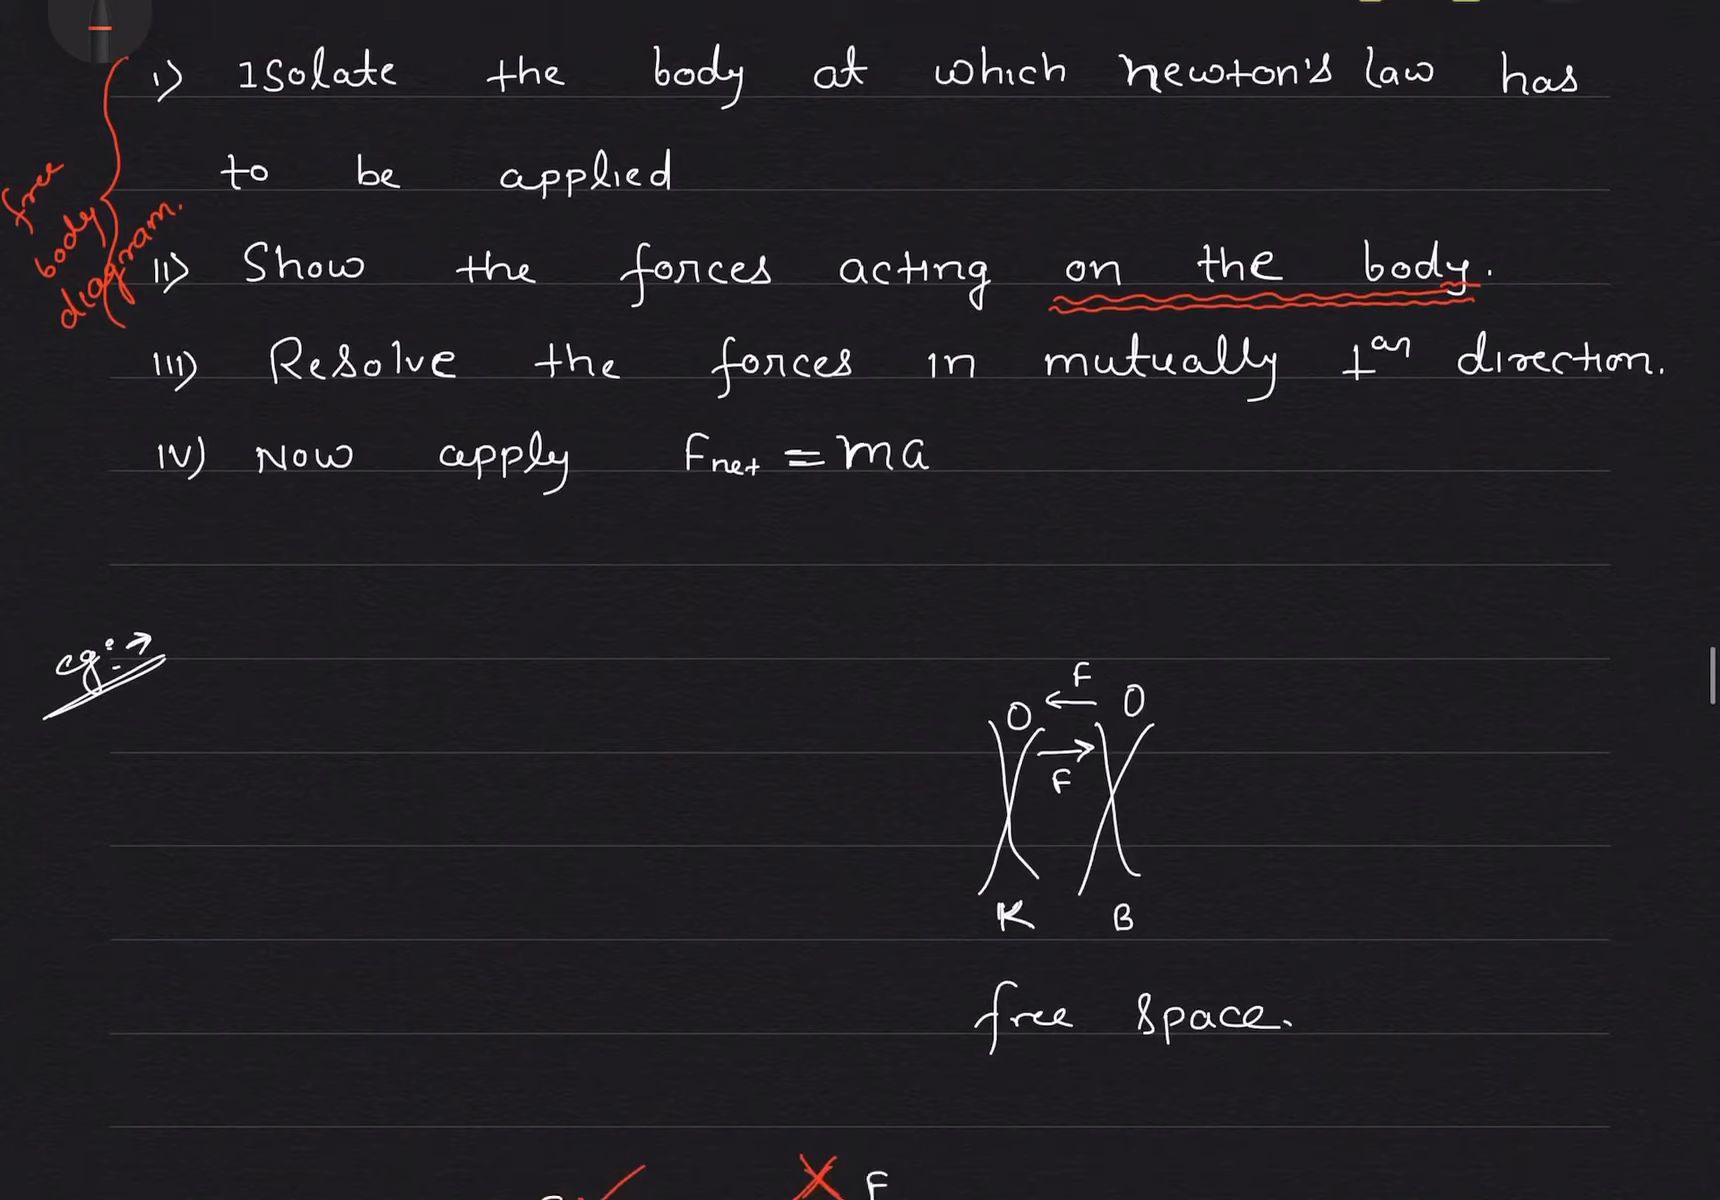 i) Isolate the body at which newton's law has
to be applied
free
body
diagram.
ii) Show the forces acting on the body.
iii) Resolve the forces in mutually ⊥ar direction.
iv) Now apply Fnet = ma
eg:→
F
F
K B
free space.
F